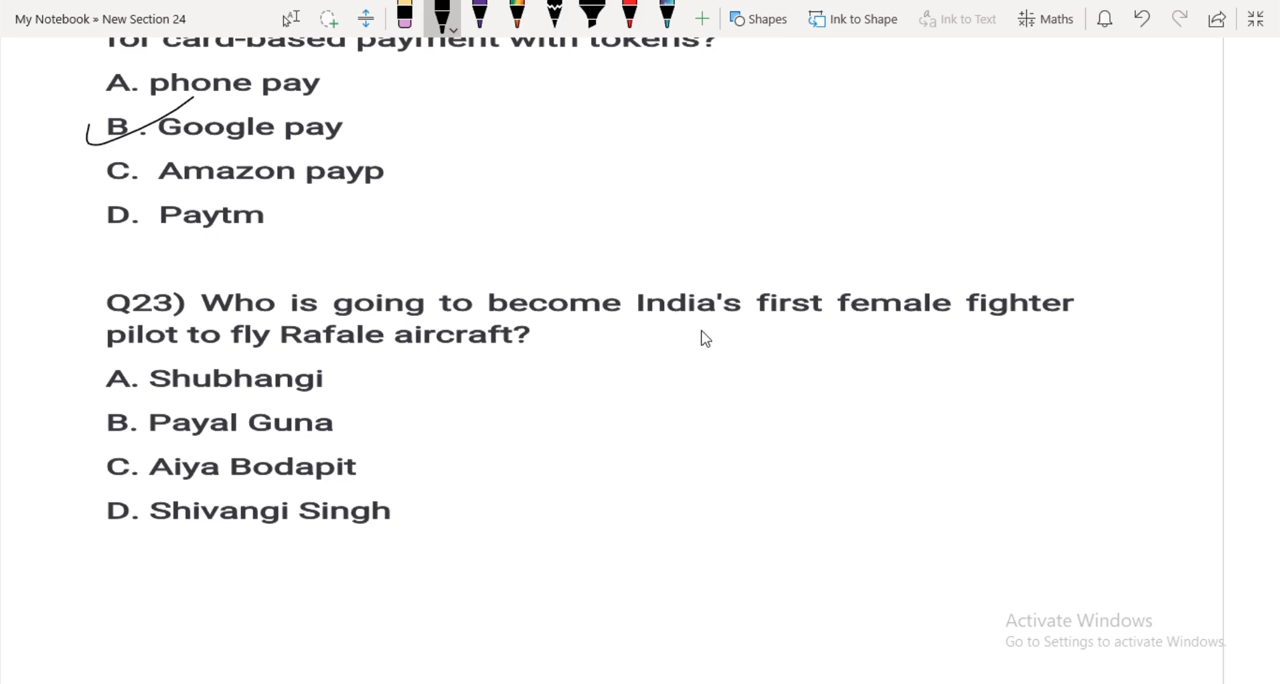 My Notebook » New Section 24
Shapes
Ink to Shape
Ink to Text
Maths
for card-based payment with tokens?
A. phone pay
B . Google pay
C. Amazon payp
D. Paytm
Q23) Who is going to become India's first female fighter
pilot to fly Rafale aircraft?
A. Shubhangi
B. Payal Guna
C. Aiya Bodapit
D. Shivangi Singh
Activate Windows
Go to Settings to activate Windows.